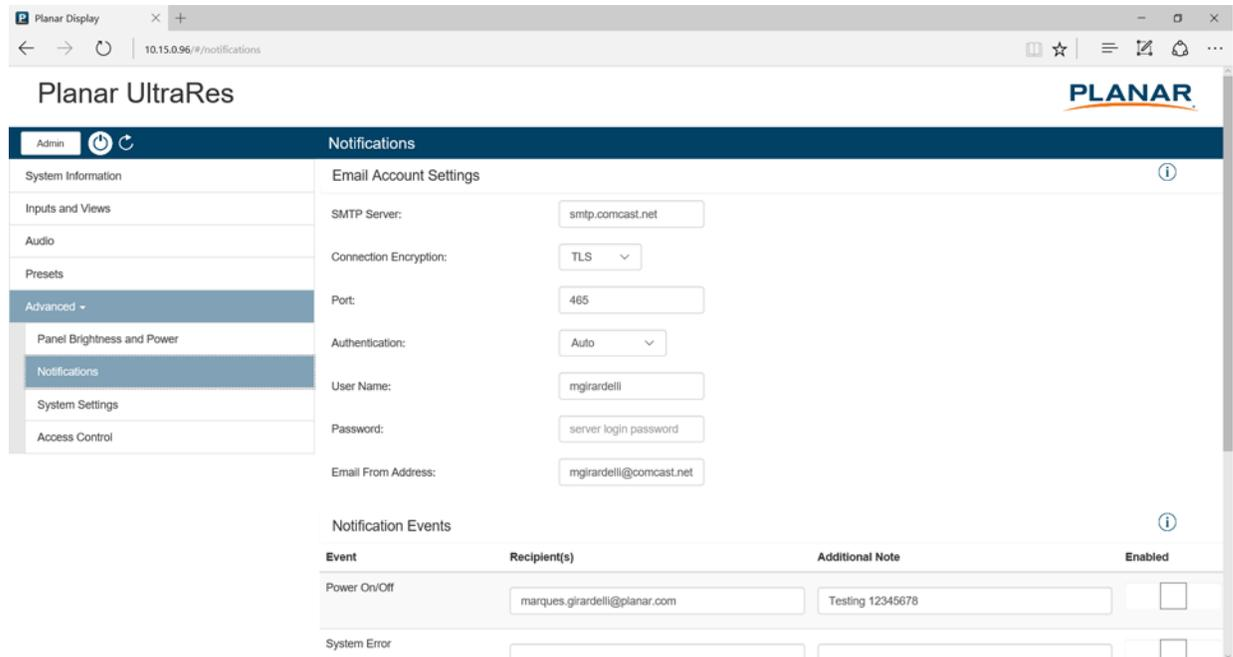 Planar Display
10.15.0.96/#/notifications
Planar UltraRes
PLANAR
Admin
Notifications
System Information
Email Account Settings
Inputs and Views
SMTP Server: smtp.comcast.net
Audio
Connection Encryption: TLS
Presets
Port: 465
Advanced
Panel Brightness and Power
Authentication: Auto
Notifications
User Name: mgirardelli
System Settings
Password: server login password
Access Control
Email From Address: mgirardelli@comcast.net
Notification Events
Event Recipient(s) Additional Note Enabled
Power On/Off marques.girardelli@planar.com Testing 12345678
System Error